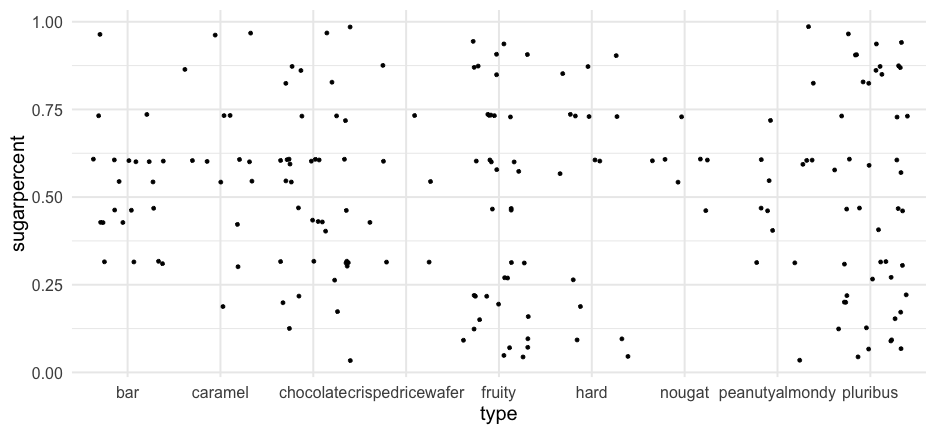 1.00
0.75
0.50
0.25
0.00
sugarpercent
bar caramel chocolatecrispedricewafer fruity hard nougat peanutyalmondy pluribus
type